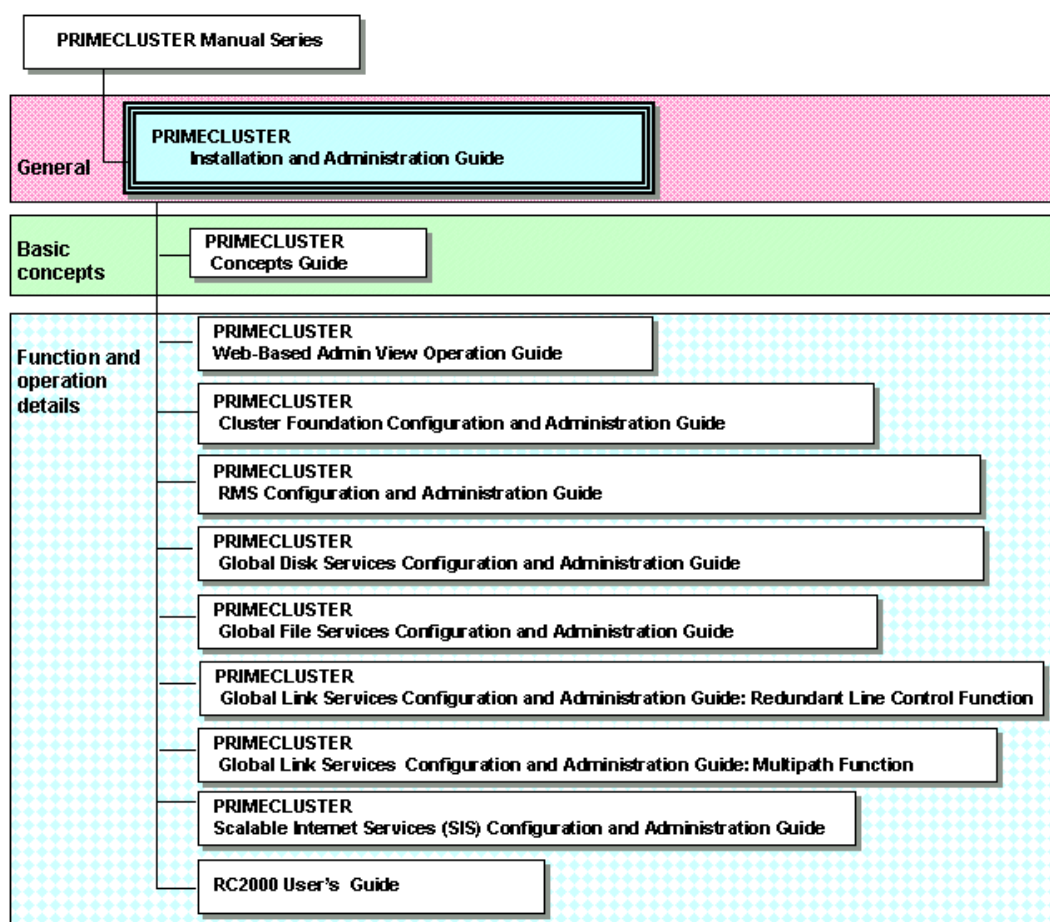 PRIMECLUSTER Manual Series
General
PRIMECLUSTER
Installation and Administration Guide
Basic
concepts
PRIMECLUSTER
Concepts Guide
Function and
operation
details
PRIMECLUSTER
Web-Based Admin View Operation Guide
PRIMECLUSTER
Cluster Foundation Configuration and Administration Guide
PRIMECLUSTER
RMS Configuration and Administration Guide
PRIMECLUSTER
Global Disk Services Configuration and Administration Guide
PRIMECLUSTER
Global File Services Configuration and Administration Guide
PRIMECLUSTER
Global Link Services Configuration and Administration Guide: Redundant Line Control Function
PRIMECLUSTER
Global Link Services Configuration and Administration Guide: Multipath Function
PRIMECLUSTER
Scalable Internet Services (SIS) Configuration and Administration Guide
RC2000 User's Guide